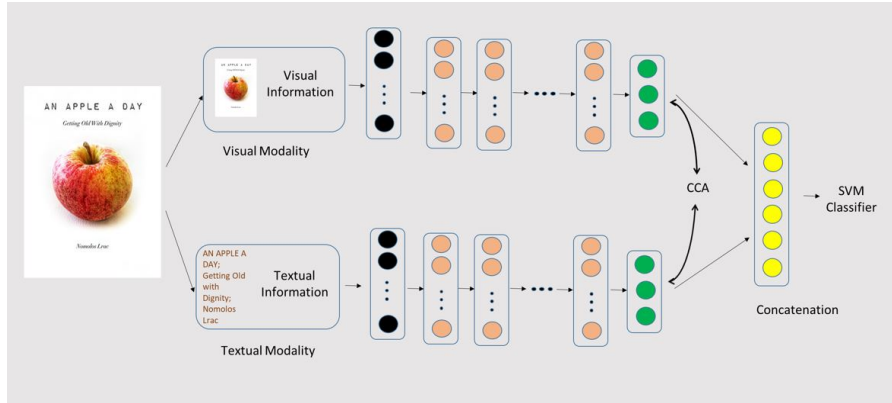 AN APPLE A DAY
Getting Old With Dignity
Nomolos Lrac
Visual
Information
Visual Modality
AN APPLE A
DAY;
Getting Old
with
Dignity;
Nomolos
Lrac
Textual
Information
Textual Modality
CCA
SVM
Classifier
Concatenation